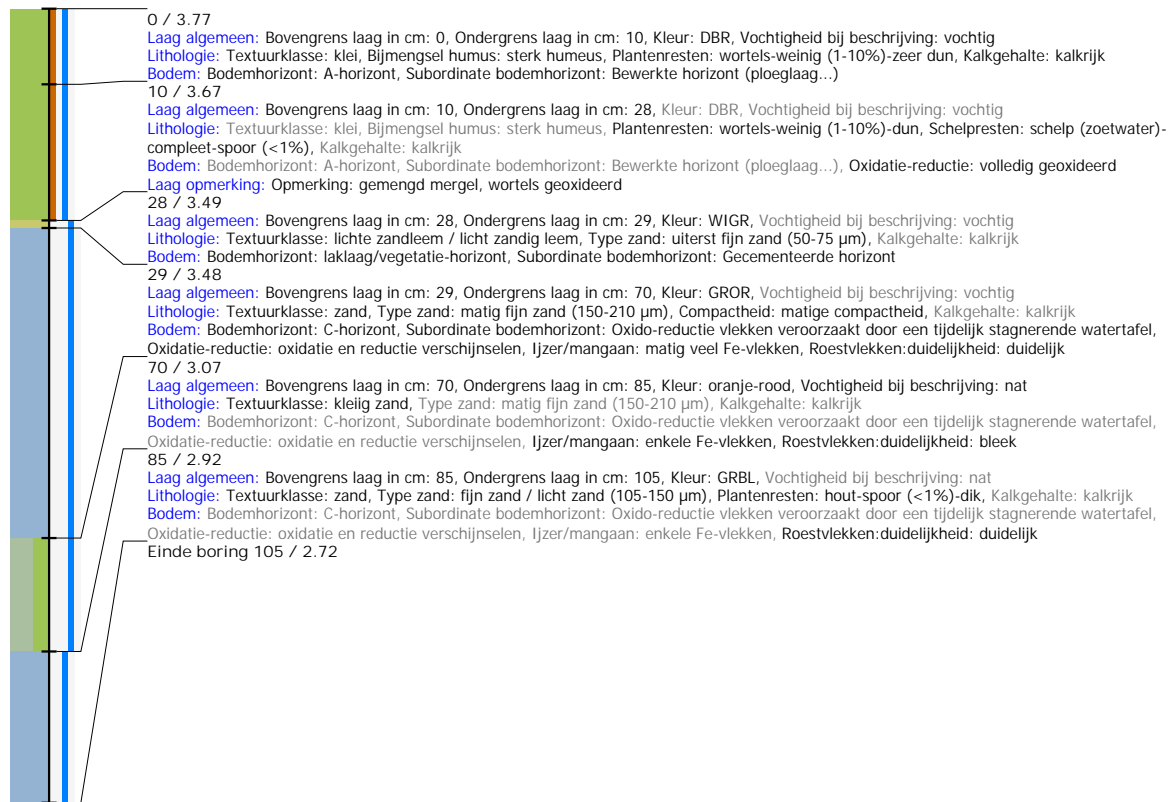 0 / 3.77
Laag algemeen: Bovengrens laag in cm: 0, Ondergrens laag in cm: 10, Kleur: DBR, Vochtigheid bij beschrijving: vochtig
Lithologie: Textuurklasse: klei, Bijmengsel humus: sterk humeus, Plantenresten: wortels-weinig (1-10%)-zeer dun, Kalkgehalte: kalkrijk
Bodem: Bodemhorizont: A-horizont, Subordinate bodemhorizont: Bewerkte horizont (ploeglaag...)
10 / 3.67
Laag algemeen: Bovengrens laag in cm: 10, Ondergrens laag in cm: 28, Kleur: DBR, Vochtigheid bij beschrijving: vochtig
Lithologie: Textuurklasse: klei, Bijmengsel humus: sterk humeus, Plantenresten: wortels-weinig (1-10%)-dun, Schelpresten: schelp (zoetwater)-
compleet-spoor (<1%), Kalkgehalte: kalkrijk
Bodem: Bodemhorizont: A-horizont, Subordinate bodemhorizont: Bewerkte horizont (ploeglaag...), Oxidatie-reductie: volledig geoxideerd
Laag opmerking: Opmerking: gemengd mergel, wortels geoxideerd
28 / 3.49
Laag algemeen: Bovengrens laag in cm: 28, Ondergrens laag in cm: 29, Kleur: WIGR, Vochtigheid bij beschrijving: vochtig
Lithologie: Textuurklasse: lichte zandleem / licht zandig leem, Type zand: uiterst fijn zand (50-75 µm), Kalkgehalte: kalkrijk
Bodem: Bodemhorizont: laklaag/vegetatie-horizont, Subordinate bodemhorizont: Gecementeerde horizont
29 / 3.48
Laag algemeen: Bovengrens laag in cm: 29, Ondergrens laag in cm: 70, Kleur: GROR, Vochtigheid bij beschrijving: vochtig
Lithologie: Textuurklasse: zand, Type zand: matig fijn zand (150-210 µm), Compactheid: matige compactheid, Kalkgehalte: kalkrijk
Bodem: Bodemhorizont: C-horizont, Subordinate bodemhorizont: Oxido-reductie vlekken veroorzaakt door een tijdelijk stagnerende watertafel,
Oxidatie-reductie: oxidatie en reductie verschijnselen, Ijzer/mangaan: matig veel Fe-vlekken, Roestvlekken:duidelijkheid: duidelijk
70 / 3.07
Laag algemeen: Bovengrens laag in cm: 70, Ondergrens laag in cm: 85, Kleur: oranje-rood, Vochtigheid bij beschrijving: nat
Lithologie: Textuurklasse: kleiig zand, Type zand: matig fijn zand (150-210 µm), Kalkgehalte: kalkrijk
Bodem: Bodemhorizont: C-horizont, Subordinate bodemhorizont: Oxido-reductie vlekken veroorzaakt door een tijdelijk stagnerende watertafel,
Oxidatie-reductie: oxidatie en reductie verschijnselen, Ijzer/mangaan: enkele Fe-vlekken, Roestvlekken:duidelijkheid: bleek
85 / 2.92
Laag algemeen: Bovengrens laag in cm: 85, Ondergrens laag in cm: 105, Kleur: GRBL, Vochtigheid bij beschrijving: nat
Lithologie: Textuurklasse: zand, Type zand: fijn zand / licht zand (105-150 µm), Plantenresten: hout-spoor (<1%)-dik, Kalkgehalte: kalkrijk
Bodem: Bodemhorizont: C-horizont, Subordinate bodemhorizont: Oxido-reductie vlekken veroorzaakt door een tijdelijk stagnerende watertafel,
Oxidatie-reductie: oxidatie en reductie verschijnselen, Ijzer/mangaan: enkele Fe-vlekken, Roestvlekken:duidelijkheid: duidelijk
Einde boring 105 / 2.72